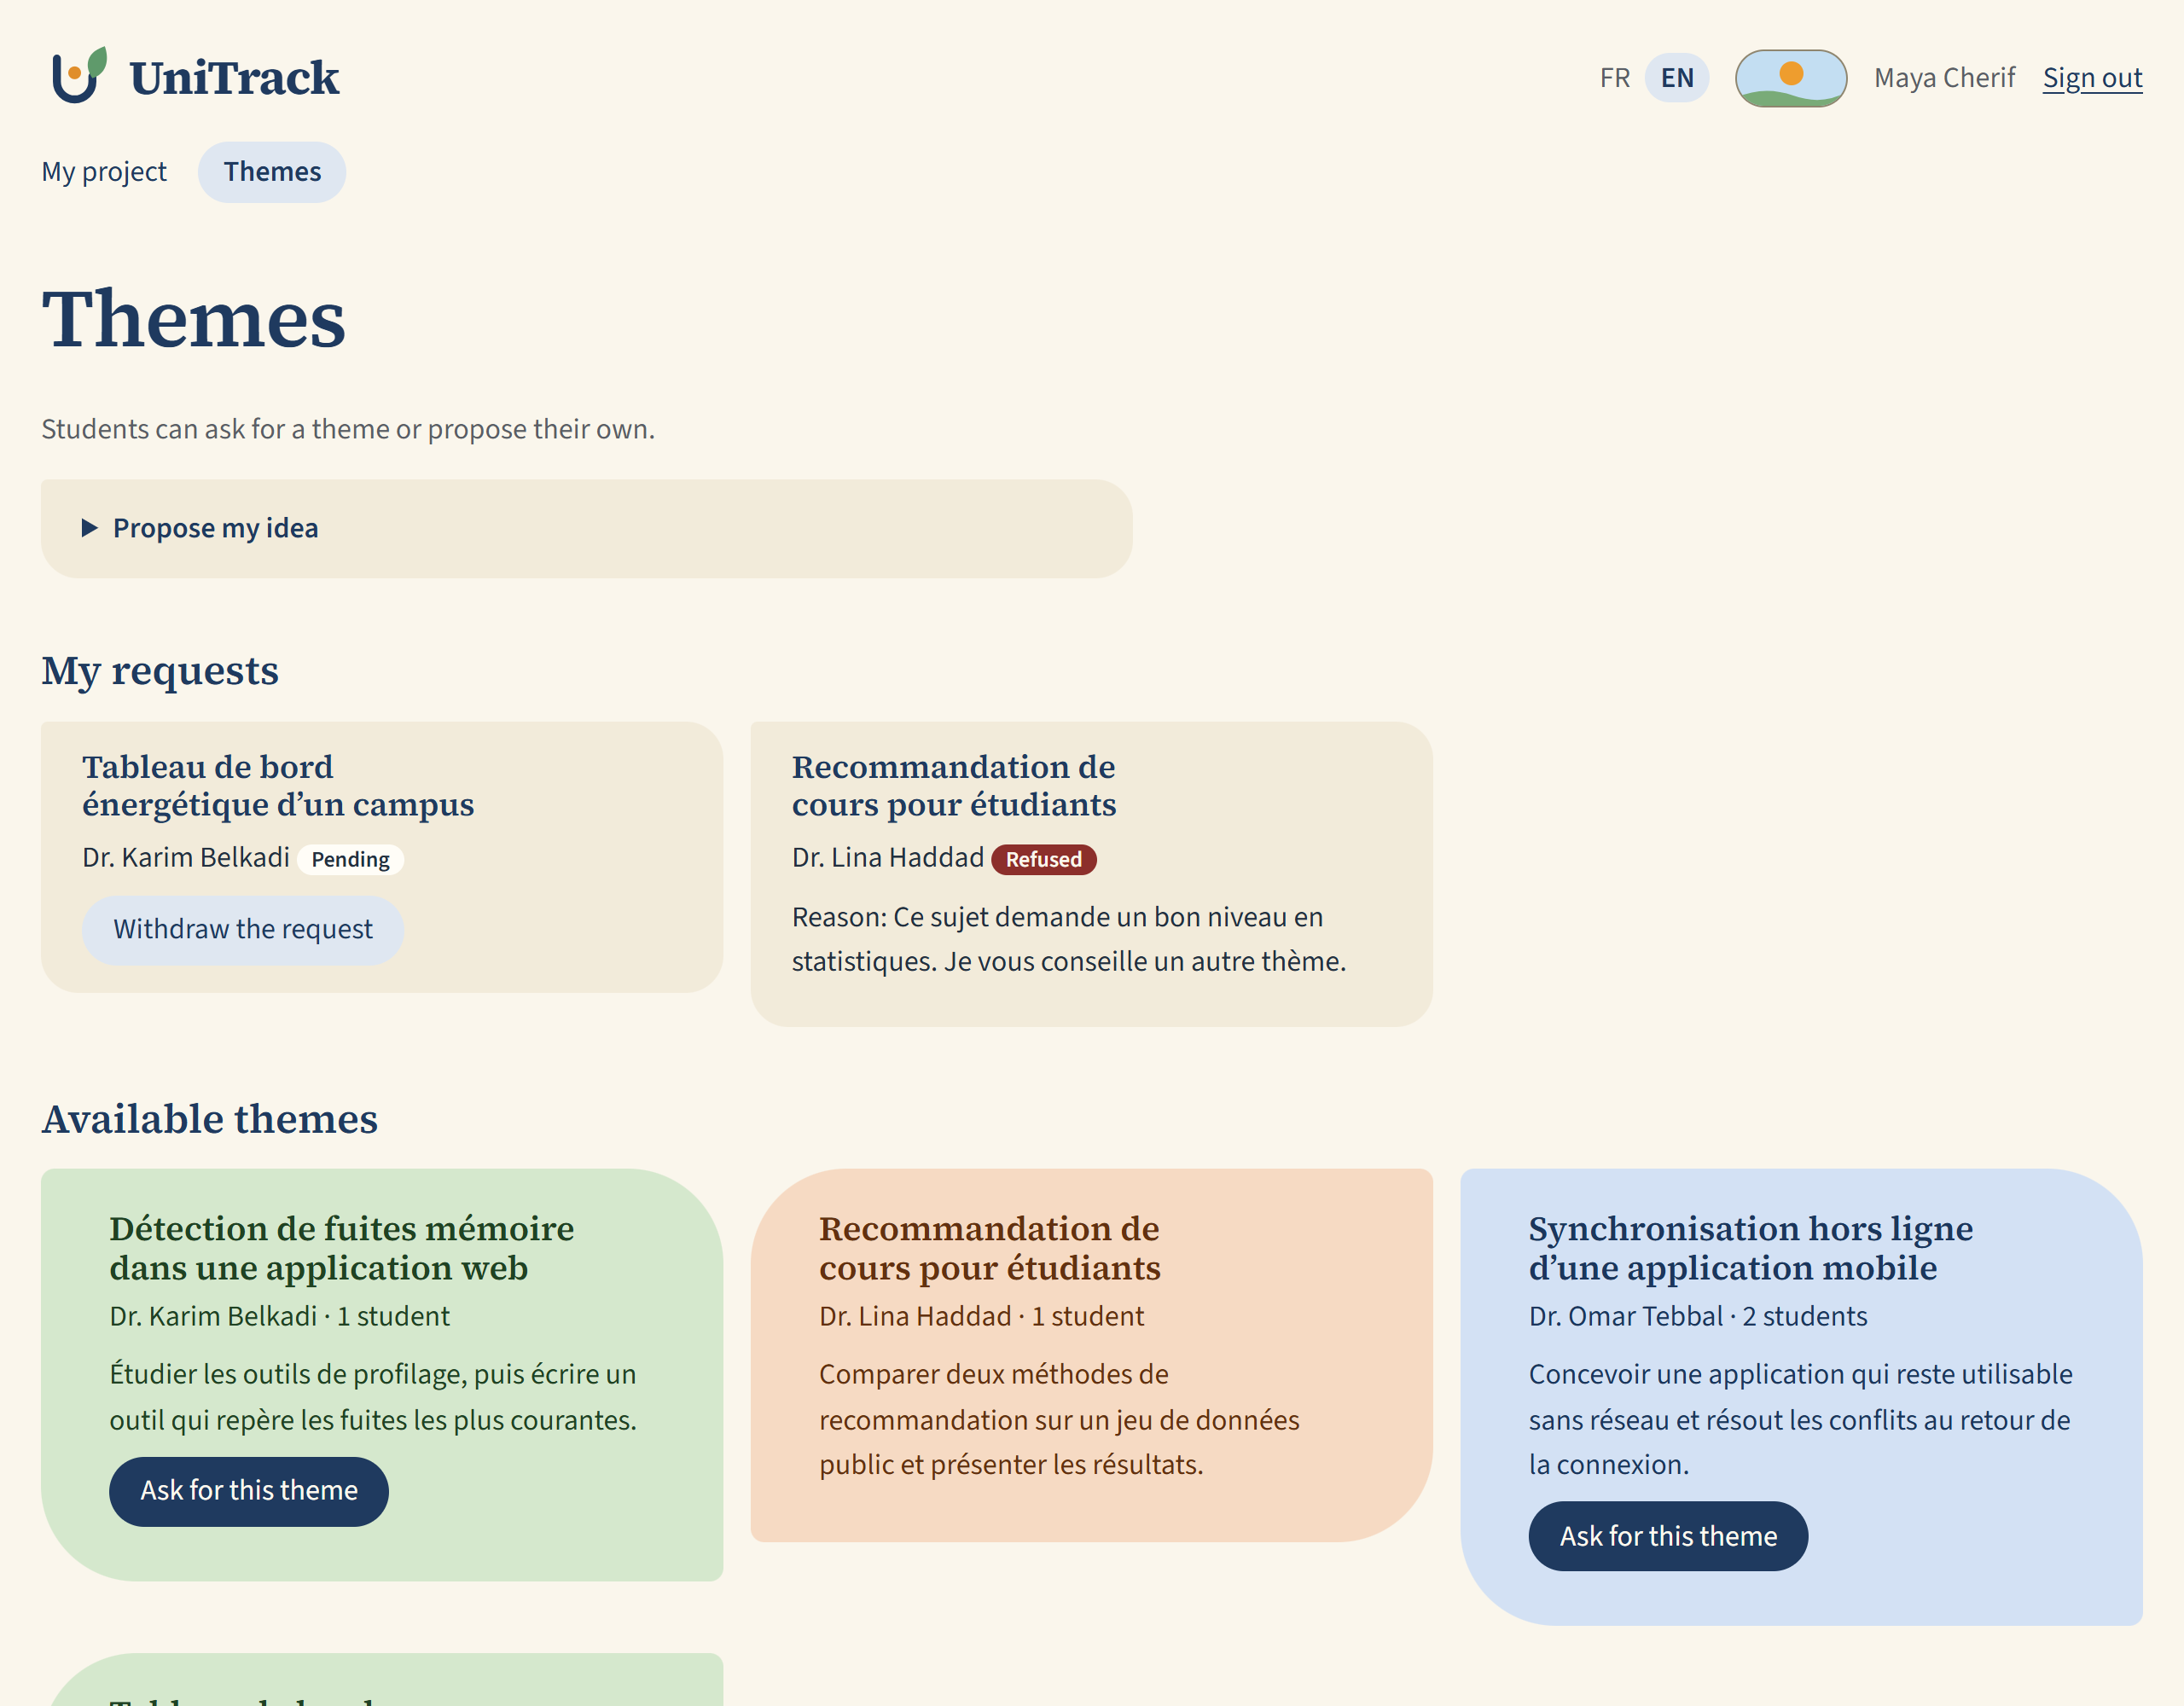 UniTrack
FR EN Maya Cherif Sign out
My project Themes
Themes
Students can ask for a theme or propose their own.
Propose my idea
My requests
Tableau de bord
énergétique d’un campus
Dr. Karim Belkadi Pending
Withdraw the request
Recommandation de
cours pour étudiants
Dr. Lina Haddad Refused
Reason: Ce sujet demande un bon niveau en
statistiques. Je vous conseille un autre thème.
Available themes
Détection de fuites mémoire
dans une application web
Dr. Karim Belkadi · 1 student
Étudier les outils de profilage, puis écrire un
outil qui repère les fuites les plus courantes.
Ask for this theme
Recommandation de
cours pour étudiants
Dr. Lina Haddad · 1 student
Comparer deux méthodes de
recommandation sur un jeu de données
public et présenter les résultats.
Synchronisation hors ligne
d’une application mobile
Dr. Omar Tebbal · 2 students
Concevoir une application qui reste utilisable
sans réseau et résout les conflits au retour de
la connexion.
Ask for this theme